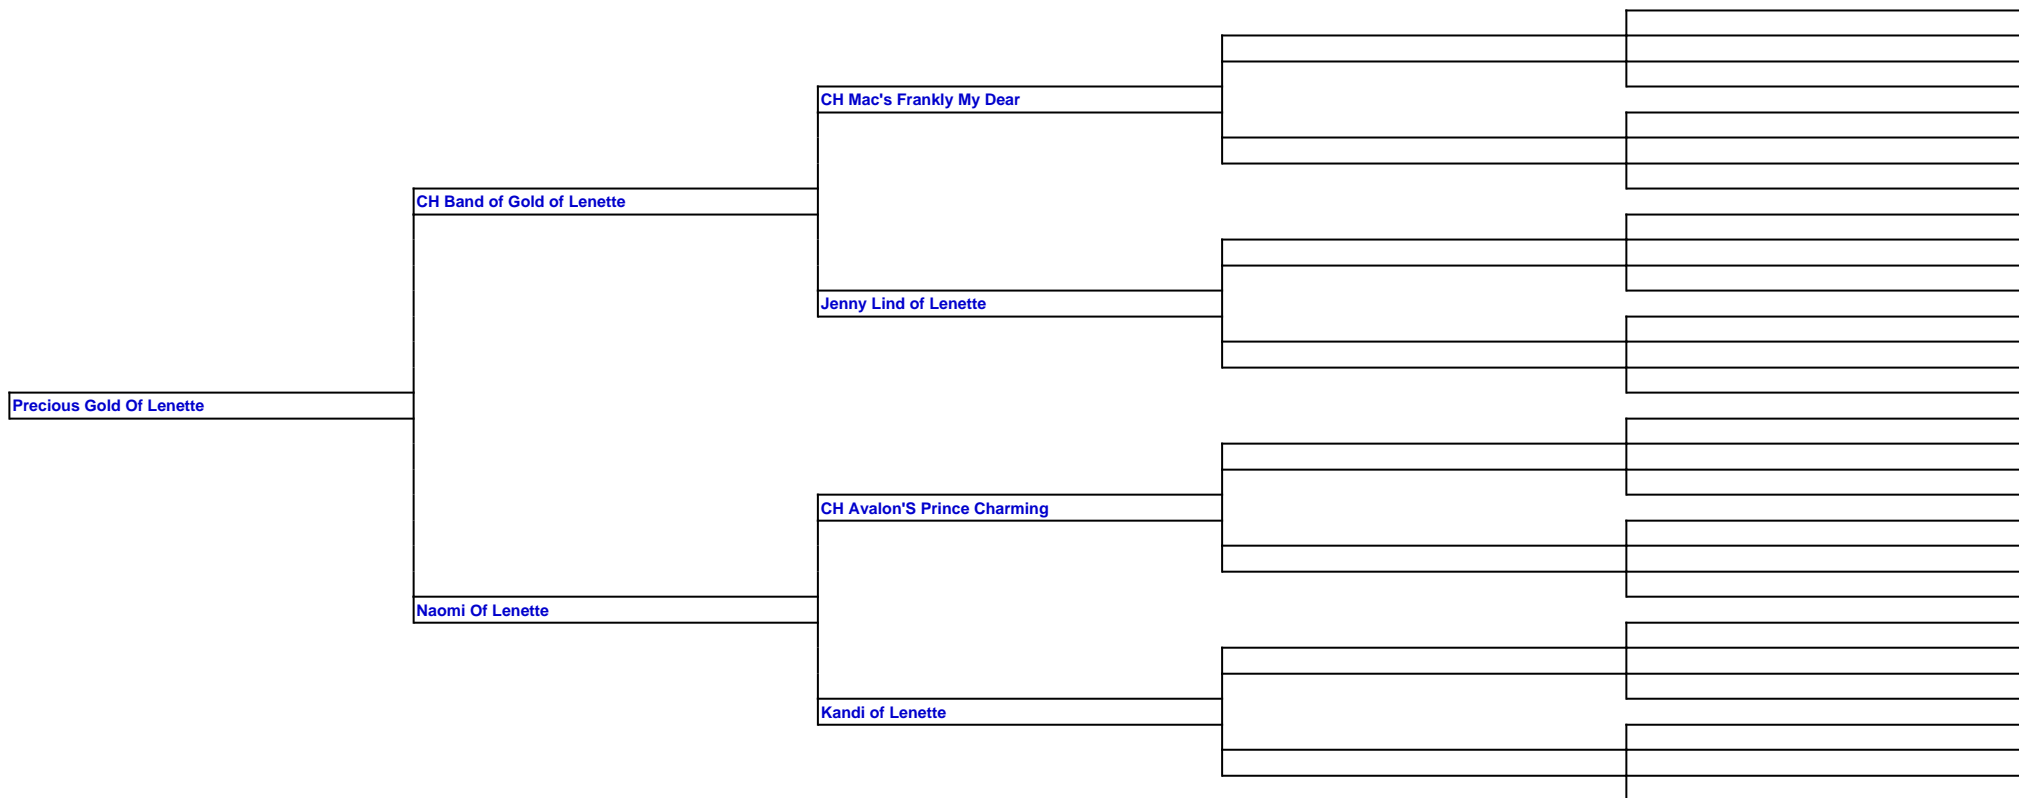 CH Mac's Frankly My Dear
CH Band of Gold of Lenette
Jenny Lind of Lenette
Precious Gold Of Lenette
CH Avalon'S Prince Charming
Naomi Of Lenette
Kandi of Lenette